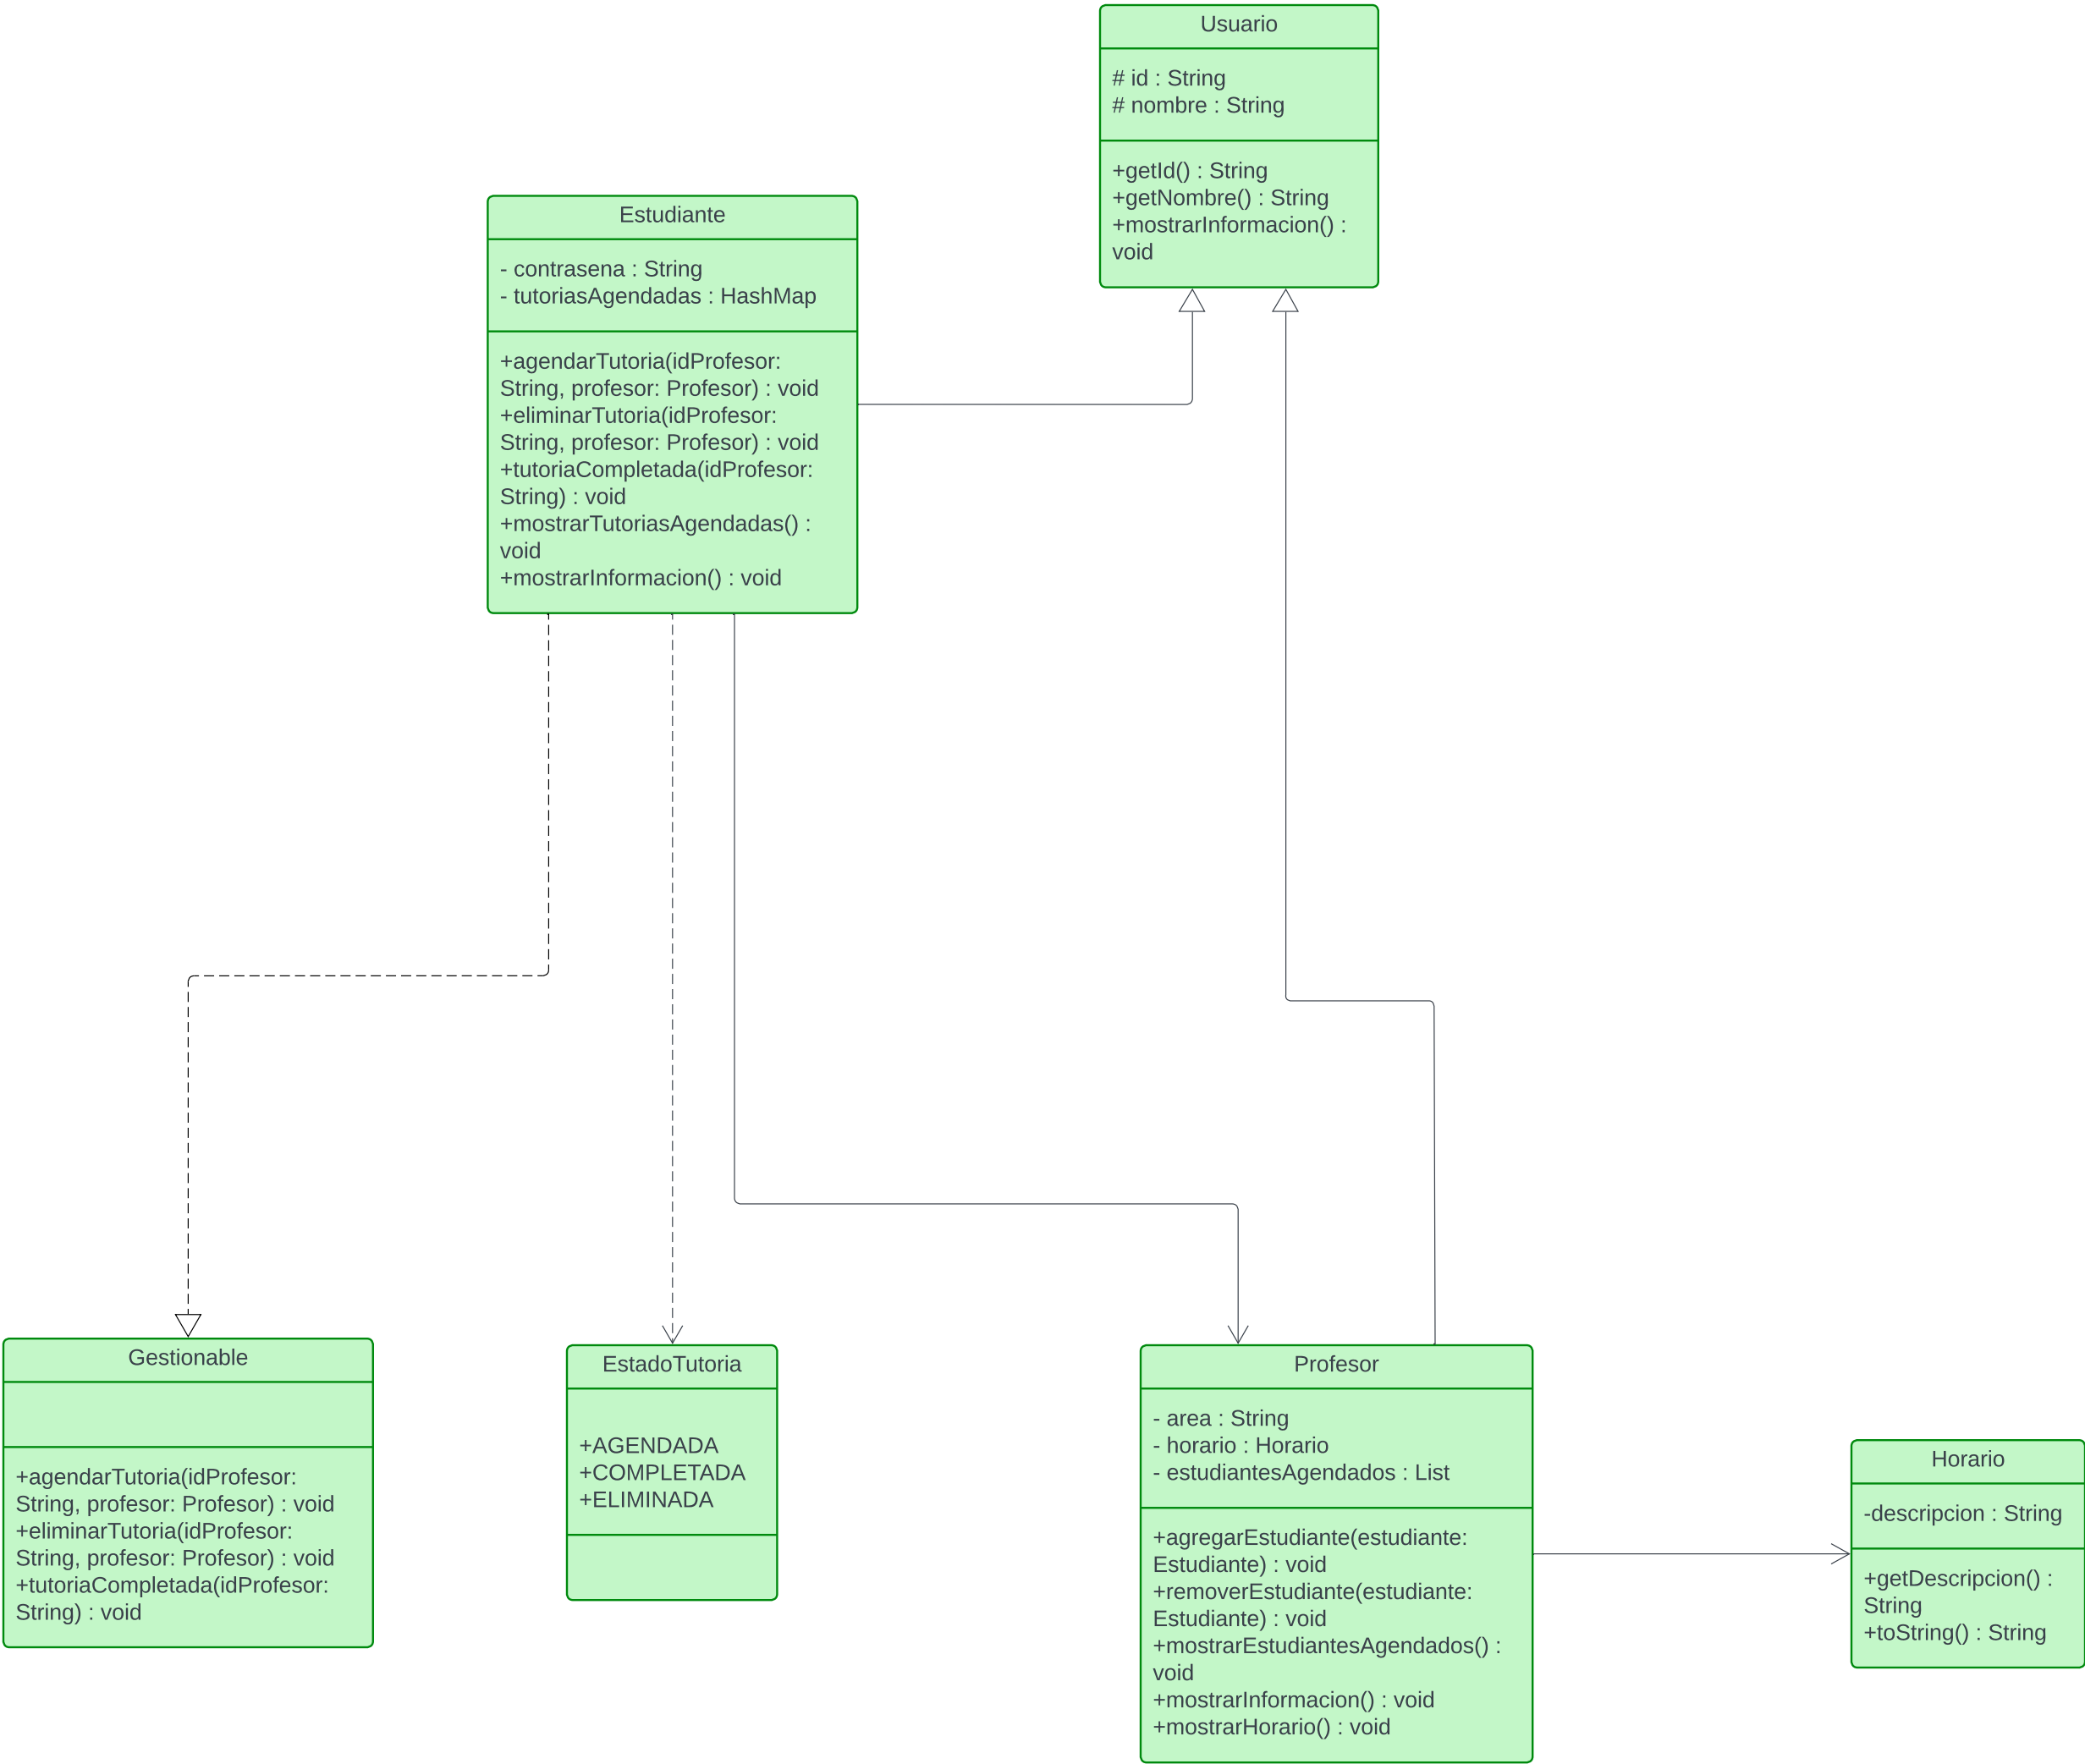 Usuario
# id : String
# nombre : String
+getId() : String
+getNombre() : String
+mostrarInformacion() :
void
Estudiante
- contrasena : String
- tutoriasAgendadas : HashMap
+agendarTutoria(idProfesor:
String, profesor: Profesor) : void
+eliminarTutoria(idProfesor:
String, profesor: Profesor) : void
+tutoriaCompletada(idProfesor:
String) : void
+mostrarTutoriasAgendadas() :
void
+mostrarInformacion() : void
Gestionable
+agendarTutoria(idProfesor:
String, profesor: Profesor) : void
+eliminarTutoria(idProfesor:
String, profesor: Profesor) : void
+tutoriaCompletada(idProfesor:
String) : void
EstadoTutoria
+AGENDADA
+COMPLETADA
+ELIMINADA
Profesor
- area : String
- horario : Horario
- estudiantesAgendados : List
+agregarEstudiante(estudiante:
Estudiante) : void
+removerEstudiante(estudiante:
Estudiante) : void
+mostrarEstudiantesAgendados() :
void
+mostrarInformacion() : void
+mostrarHorario() : void
Horario
-descripcion : String
+getDescripcion() :
String
+toString() : String